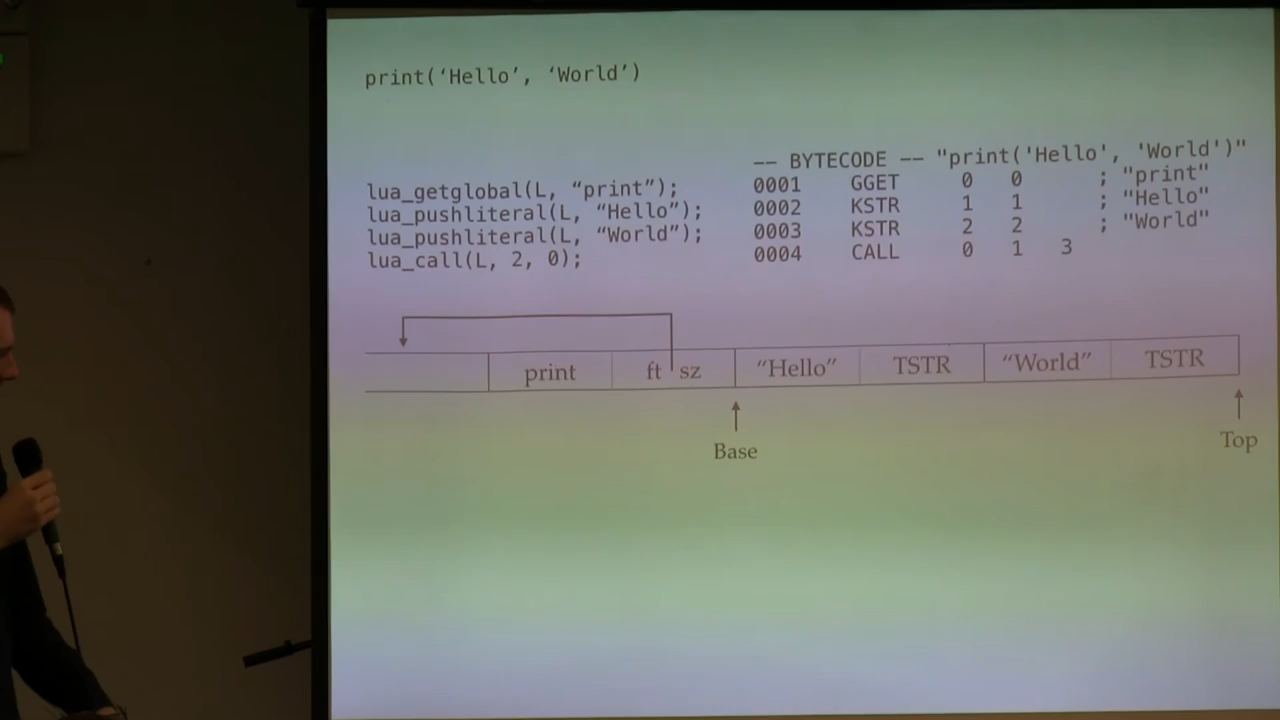 print(‘Hello’, ‘World’)
lua_getglobal(L, “print”);
lua_pushliteral(L, “Hello”);
lua_pushliteral(L, “World”);
lua_call(L, 2, 0);
-- BYTECODE -- "print('Hello', 'World')"
0001 GGET 0 0 ; "print"
0002 KSTR 1 1 ; "Hello"
0003 KSTR 2 2 ; "World"
0004 CALL 0 1 3
print ft sz “Hello” TSTR “World” TSTR
Base Top